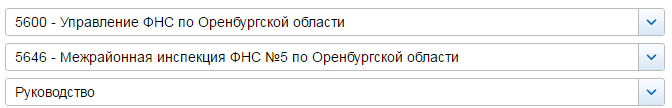 5600 - Управление ФНС по Оренбургской области
5646 - Межрайонная инспекция ФНС №5 по Оренбургской области
Руководство